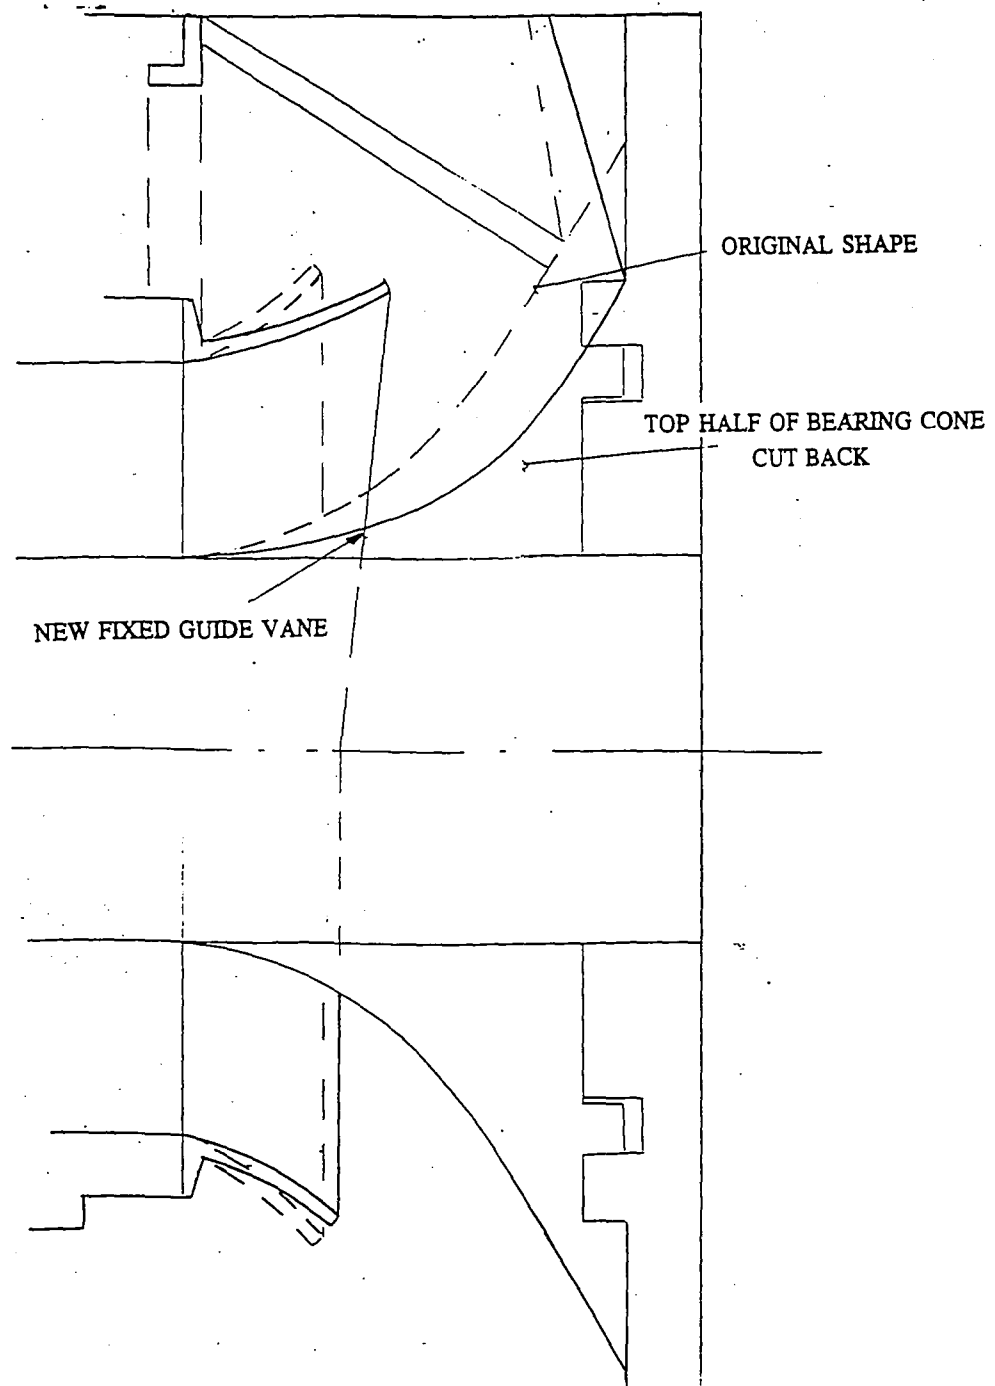 ORIGINAL SHAPE
TOP HALF OF BEARING CONE
CUT BACK
NEW FIXED GUIDE VANE